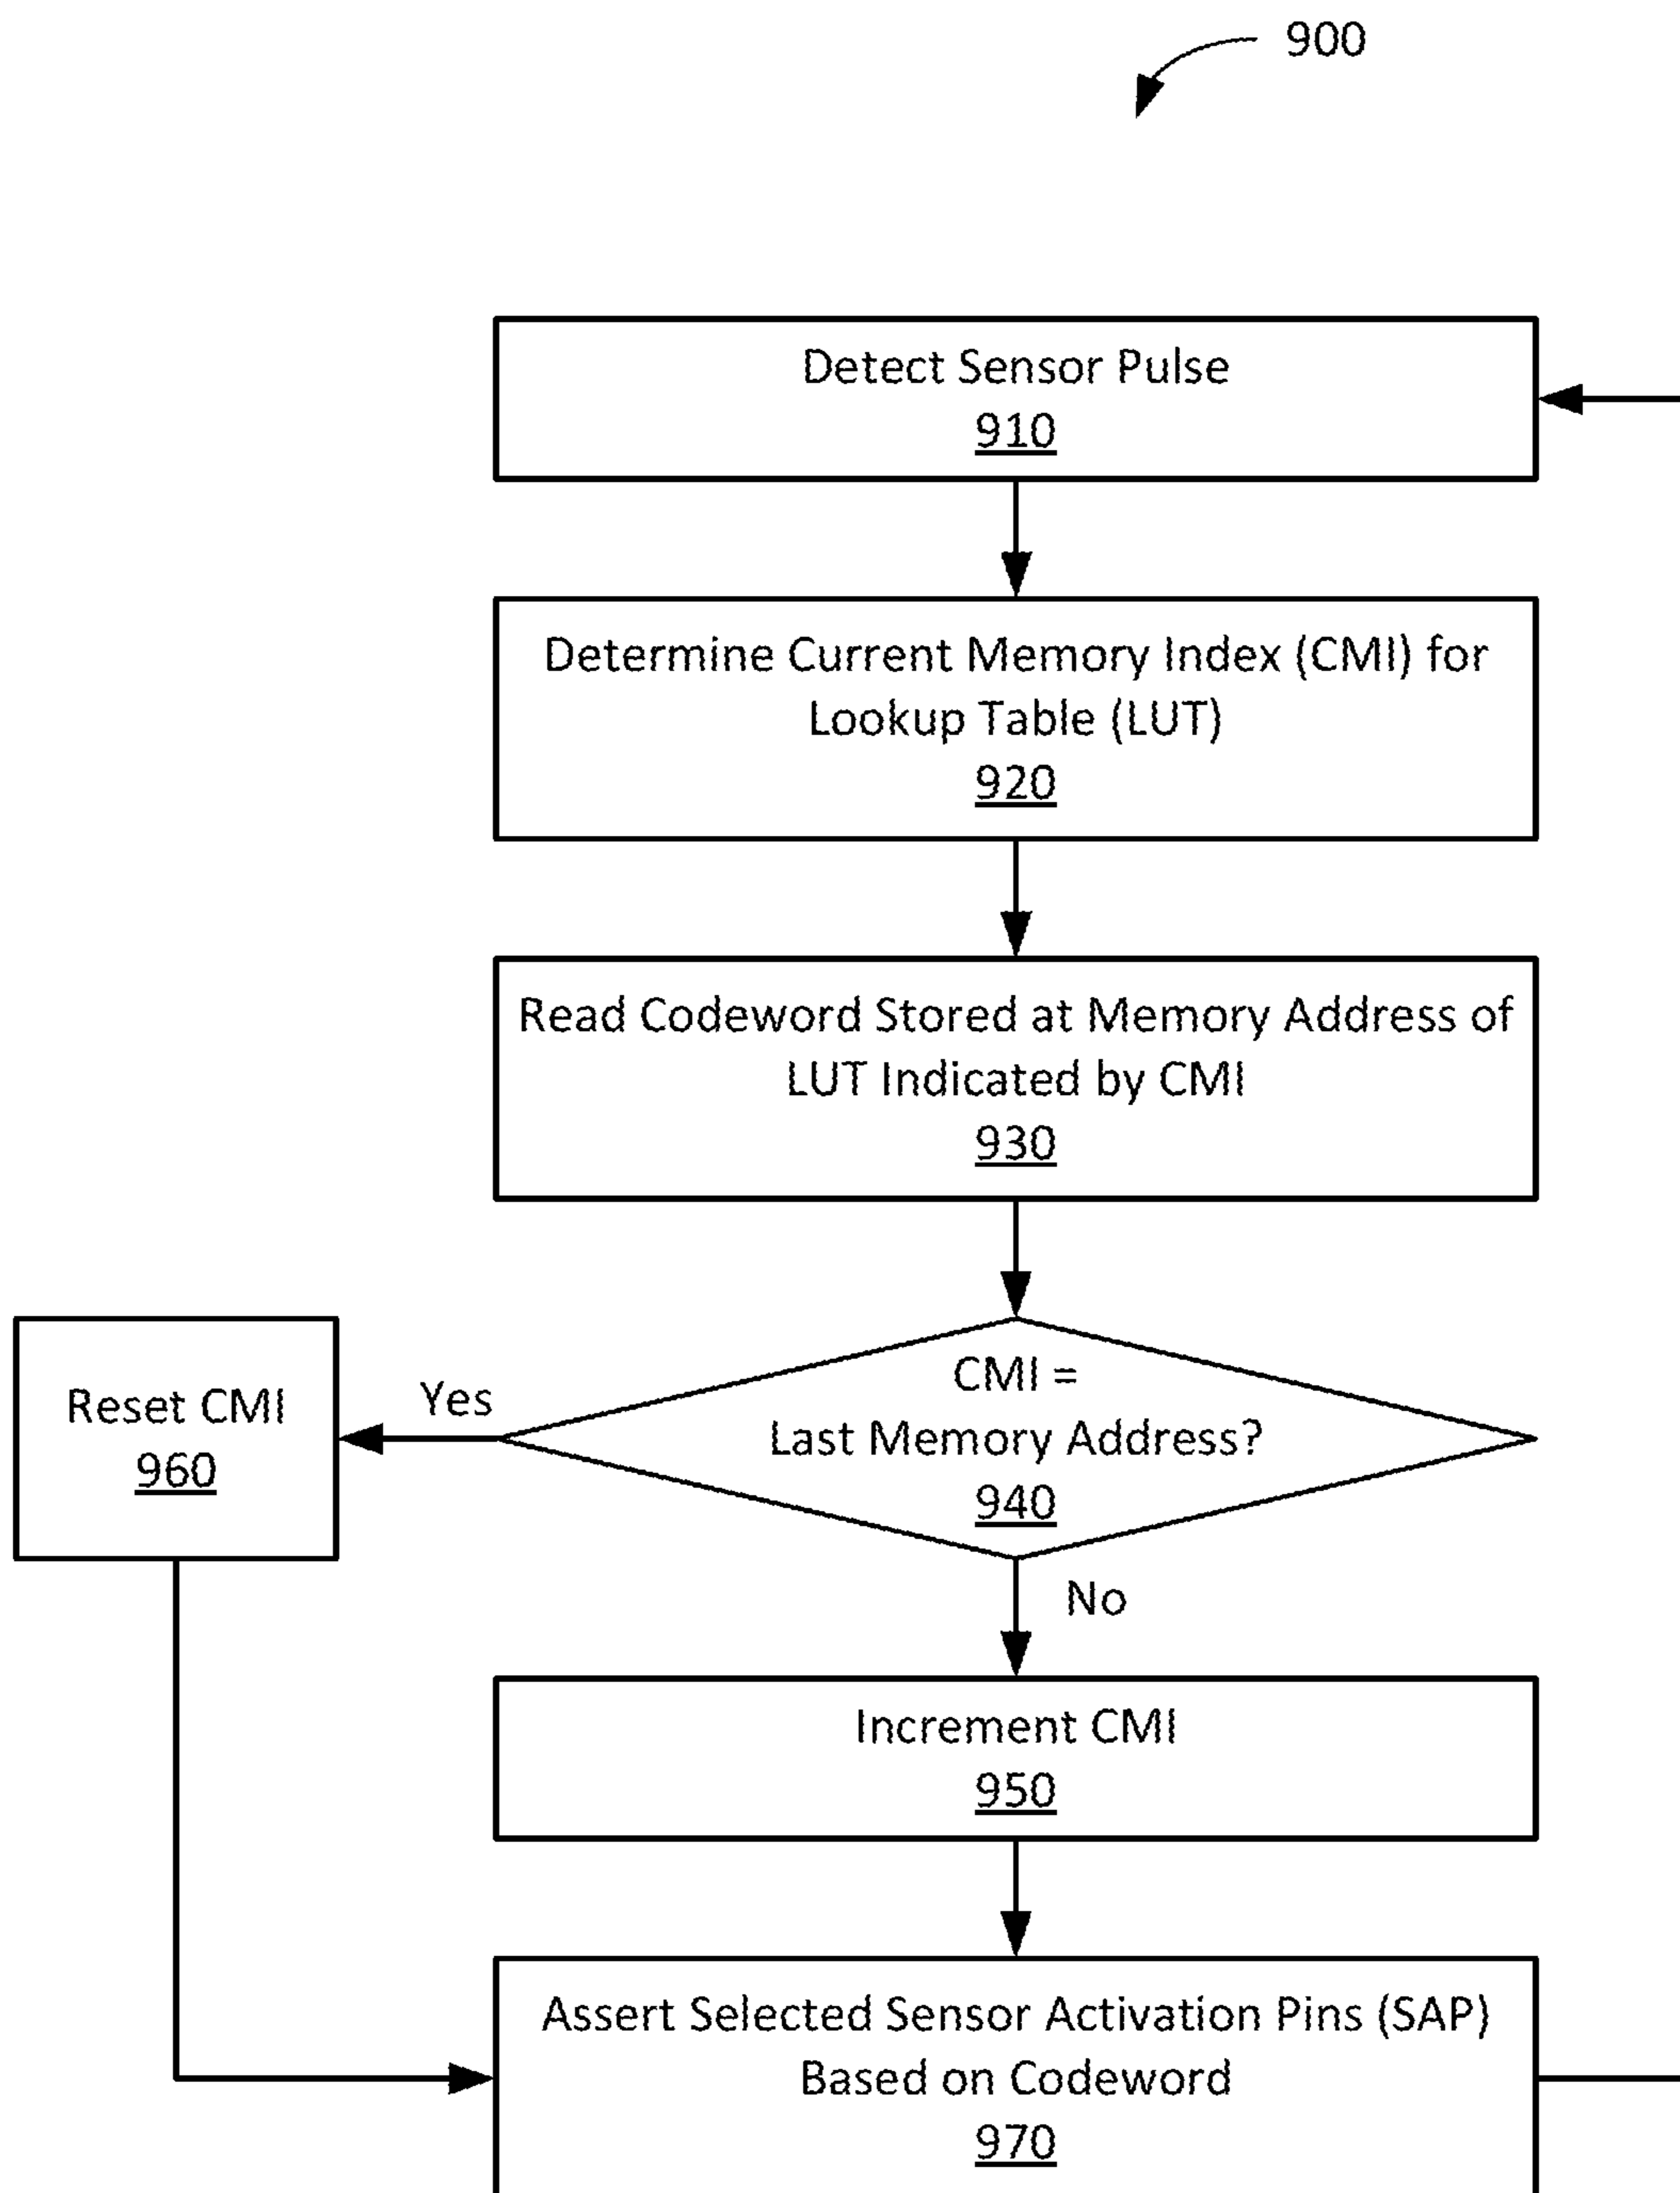 900
Detect Sensor Pulse
910
Determine Current Memory Index (CMI) for
Lookup Table (LUT)
920
Read Codeword Stored at Memory Address of
LUT Indicated by CMI
930
CMI =
Last Memory Address?
940
Yes
Reset CMI
960
No
Increment CMI
950
Assert Selected Sensor Activation Pins (SAP)
Based on Codeword
970